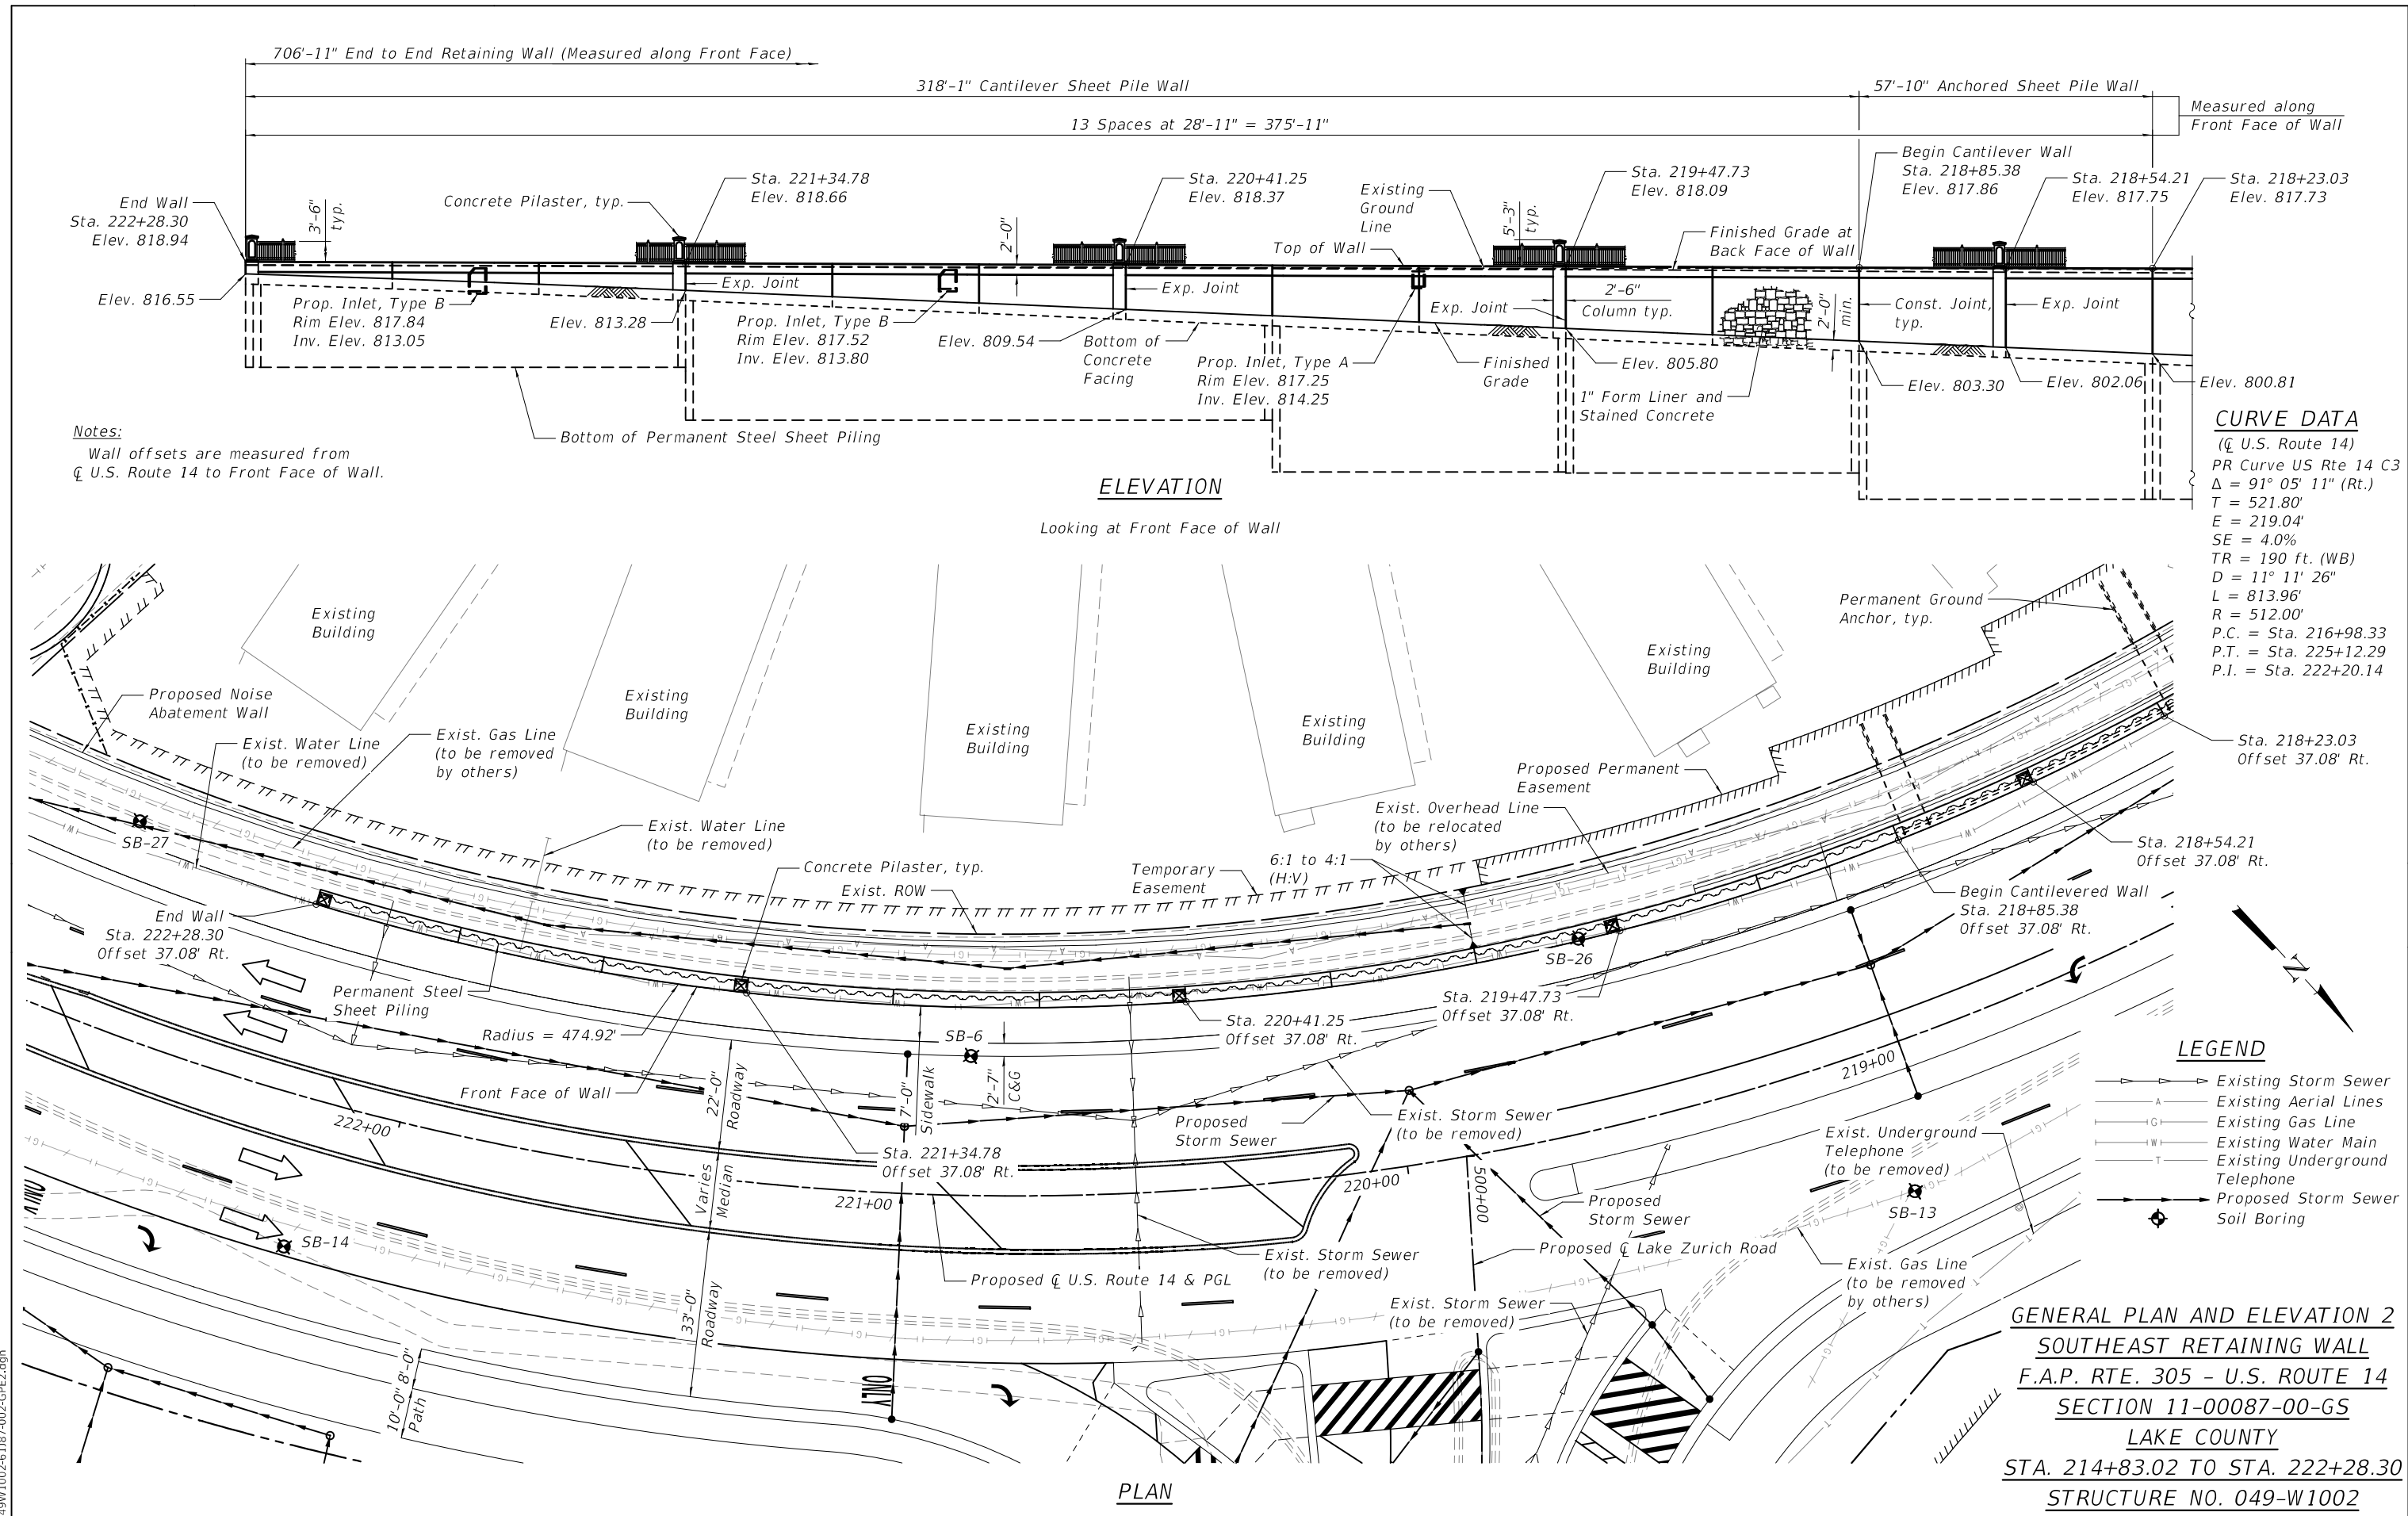 706'-11" End to End Retaining Wall (Measured along Front Face)
318'-1" Cantilever Sheet Pile Wall
57'-10" Anchored Sheet Pile Wall
13 Spaces at 28'-11" = 375'-11"
Measured along
Front Face of Wall
End Wall
Sta. 222+28.30
Elev. 818.94
3'-6"
typ.
Concrete Pilaster, typ.
Sta. 221+34.78
Elev. 818.66
2'-0"
Sta. 220+41.25
Elev. 818.37
Existing
Ground
Line
Top of Wall
5'-3"
typ.
Sta. 219+47.73
Elev. 818.09
Finished Grade at
Back Face of Wall
Begin Cantilever Wall
Sta. 218+85.38
Elev. 817.86
Sta. 218+54.21
Elev. 817.75
Sta. 218+23.03
Elev. 817.73
Elev. 816.55
Prop. Inlet, Type B
Rim Elev. 817.84
Inv. Elev. 813.05
Elev. 813.28
Exp. Joint
Prop. Inlet, Type B
Rim Elev. 817.52
Inv. Elev. 813.80
Elev. 809.54
Exp. Joint
Bottom of
Concrete
Facing
Prop. Inlet, Type A
Rim Elev. 817.25
Inv. Elev. 814.25
Exp. Joint
Finished
Grade
2'-6"
Column typ.
Elev. 805.80
1" Form Liner and
Stained Concrete
2'-0"
min.
Const. Joint,
typ.
Exp. Joint
Elev. 803.30
Elev. 802.06
Elev. 800.81
Bottom of Permanent Steel Sheet Piling
Notes:
Wall offsets are measured from
℄ U.S. Route 14 to Front Face of Wall.
ELEVATION
Looking at Front Face of Wall
CURVE DATA
(℄ U.S. Route 14)
PR Curve US Rte 14 C3
Δ = 91° 05' 11" (Rt.)
T = 521.80'
E = 219.04'
SE = 4.0%
TR = 190 ft. (WB)
D = 11° 11' 26"
L = 813.96'
R = 512.00'
P.C. = Sta. 216+98.33
P.T. = Sta. 225+12.29
P.I. = Sta. 222+20.14
Existing
Building
Existing
Building
Existing
Building
Existing
Building
Existing
Building
Permanent Ground
Anchor, typ.
Proposed Noise
Abatement Wall
Exist. Water Line
(to be removed)
Exist. Gas Line
(to be removed
by others)
Exist. Water Line
(to be removed)
Concrete Pilaster, typ.
Exist. ROW
Temporary
Easement
6:1 to 4:1
(H:V)
Exist. Overhead Line
(to be relocated
by others)
Proposed Permanent
Easement
Sta. 218+23.03
Offset 37.08' Rt.
Sta. 218+54.21
Offset 37.08' Rt.
Begin Cantilevered Wall
Sta. 218+85.38
Offset 37.08' Rt.
SB-27
End Wall
Sta. 222+28.30
Offset 37.08' Rt.
Permanent Steel
Sheet Piling
Radius = 474.92'
Front Face of Wall
SB-6
SB-26
Sta. 219+47.73
Offset 37.08' Rt.
Sta. 220+41.25
Offset 37.08' Rt.
22'-0"
Roadway
7'-0"
Sidewalk
2'-7"
C&G
Sta. 221+34.78
Offset 37.08' Rt.
Proposed
Storm Sewer
Exist. Storm Sewer
(to be removed)
222+00
221+00
220+00
219+00
500+00
Varies
Median
33'-0"
Roadway
SB-14
Proposed ℄ U.S. Route 14 & PGL
Exist. Storm Sewer
(to be removed)
Proposed
Storm Sewer
Proposed ℄ Lake Zurich Road
Exist. Storm Sewer
(to be removed)
Exist. Underground
Telephone
(to be removed)
SB-13
Exist. Gas Line
(to be removed
by others)
8'-0"
10'-0"
Path
ONLY
ONLY
N
LEGEND
Existing Storm Sewer
A Existing Aerial Lines
G Existing Gas Line
W Existing Water Main
T Existing Underground
Telephone
Proposed Storm Sewer
Soil Boring
PLAN
GENERAL PLAN AND ELEVATION 2
SOUTHEAST RETAINING WALL
F.A.P. RTE. 305 - U.S. ROUTE 14
SECTION 11-00087-00-GS
LAKE COUNTY
STA. 214+83.02 TO STA. 222+28.30
STRUCTURE NO. 049-W1002